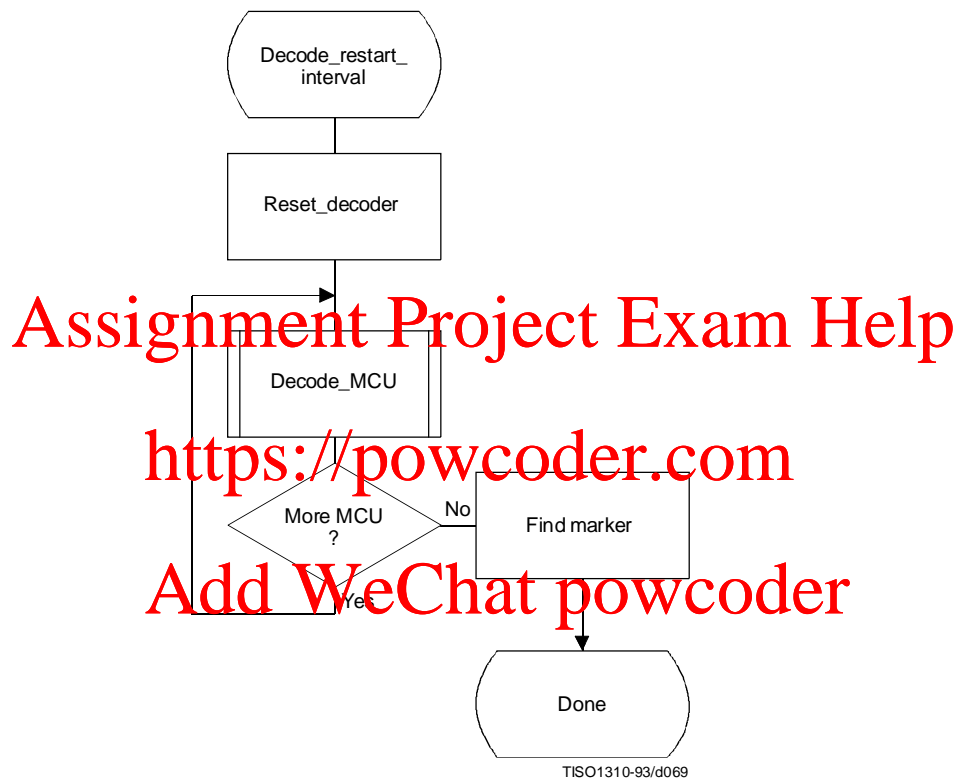 Decode_restart_
interval
Reset_decoder
Assignment Project Exam Help
Decode_MCU
https://powcoder.com
More MCU
?
No
Find marker
Add WeChat powcoder
Yes
Done
TISO1310-93/d069